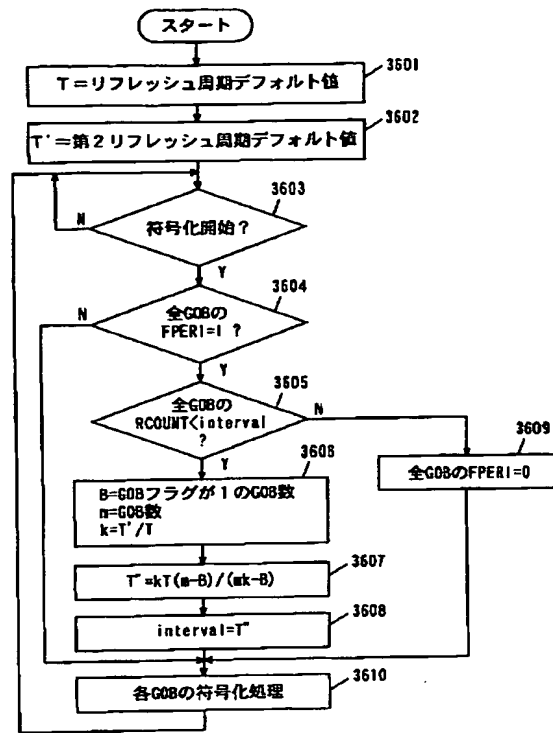 スタート
T=リフレッシュ周期デフォルト値
3601
T'=第2リフレッシュ周期デフォルト値
3602
符号化開始?
3603
N
Y
全GOBの
FPERI=1 ?
3604
N
Y
全GOBの
RCOUNT<interval
?
3605
N
Y
B=GOBフラグが1のGOB数
m=GOB数
k=T'/T
3606
全GOBのFPERI=0
3609
T"=kT(m-B)/(mk-B)
3607
interval=T"
3608
各GOBの符号化処理
3610